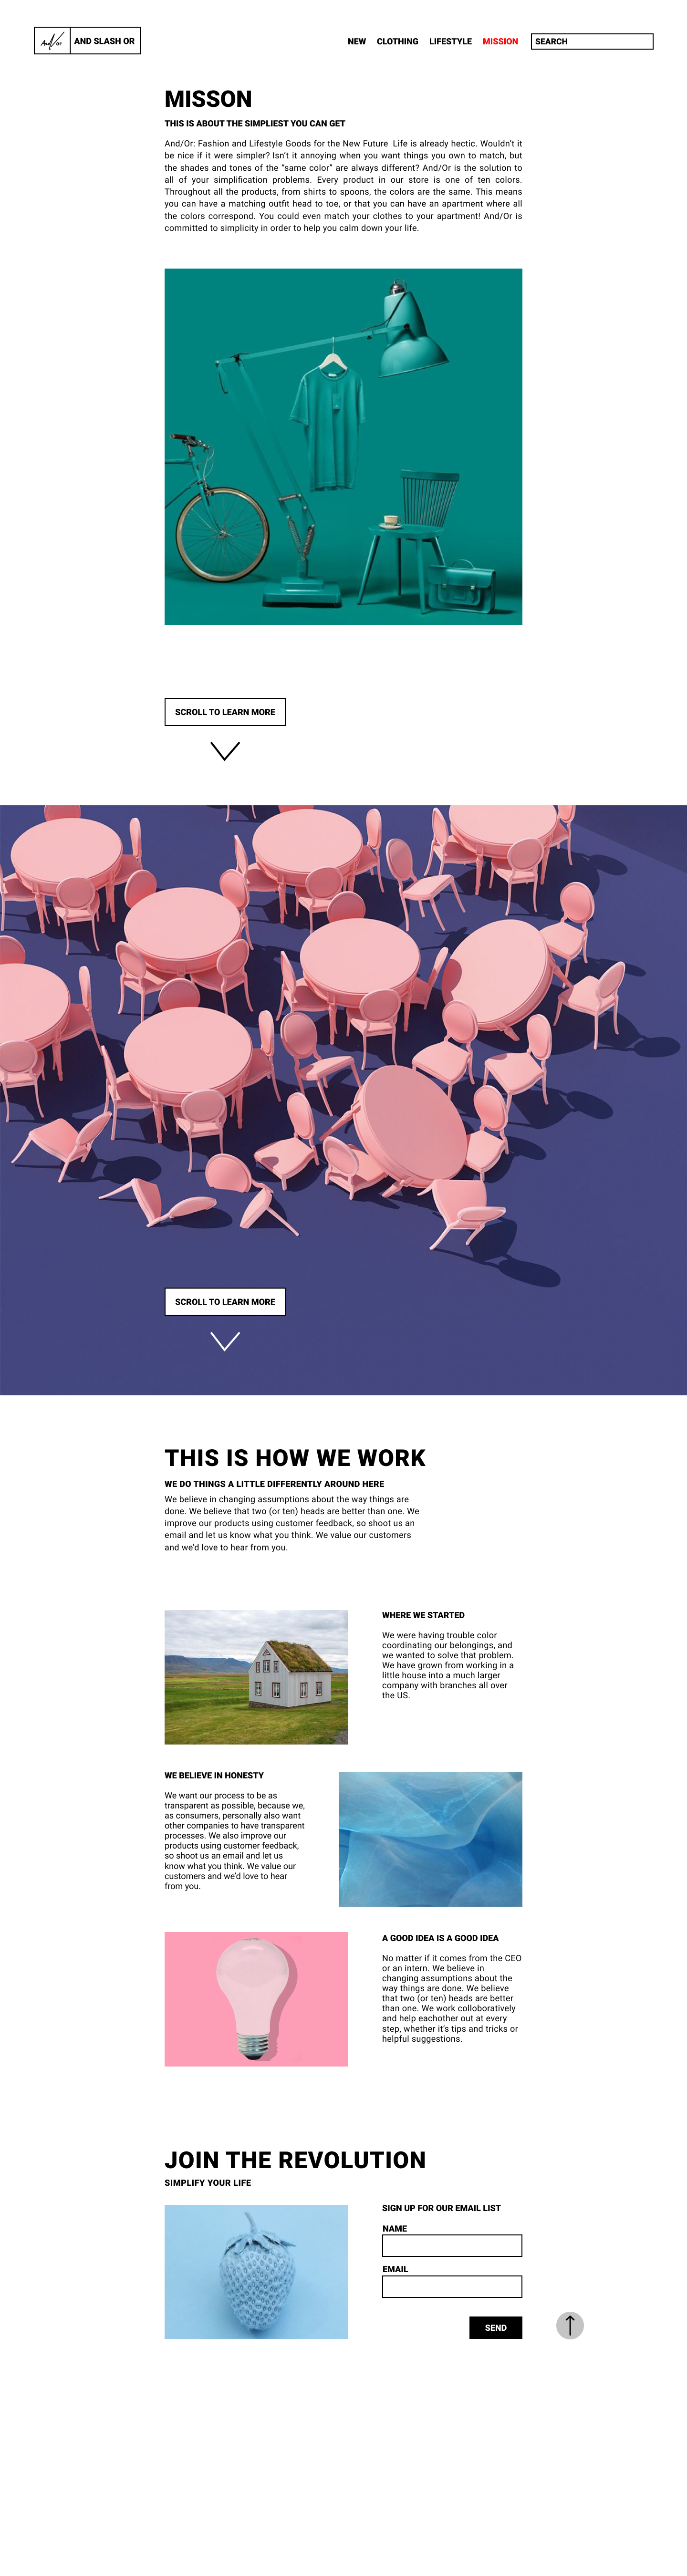 And/or AND SLASH OR NEW CLOTHING LIFESTYLE MISSION SEARCH
MISSON
THIS IS ABOUT THE SIMPLIEST YOU CAN GET
And/Or: Fashion and Lifestyle Goods for the New Future Life is already hectic. Wouldn't it
be nice if it were simpler? Isn't it annoying when you want things you own to match, but
the shades and tones of the “same color” are always different? And/Or is the solution to
all of your simplification problems. Every product in our store is one of ten colors.
Throughout all the products, from shirts to spoons, the colors are the same. This means
you can have a matching outfit head to toe, or that you can have an apartment where all
the colors correspond. You could even match your clothes to your apartment! And/Or is
committed to simplicity in order to help you calm down your life.
SCROLL TO LEARN MORE
SCROLL TO LEARN MORE
THIS IS HOW WE WORK
WE DO THINGS A LITTLE DIFFERENTLY AROUND HERE
We believe in changing assumptions about the way things are
done. We believe that two (or ten) heads are better than one. We
improve our products using customer feedback, so shoot us an
email and let us know what you think. We value our customers
and we'd love to hear from you.
WHERE WE STARTED
We were having trouble color
coordinating our belongings, and
we wanted to solve that problem.
We have grown from working in a
little house into a much larger
company with branches all over
the US.
WE BELIEVE IN HONESTY
We want our process to be as
transparent as possible, because we,
as consumers, personally also want
other companies to have transparent
processes. We also improve our
products using customer feedback,
so shoot us an email and let us
know what you think. We value our
customers and we'd love to hear
from you.
A GOOD IDEA IS A GOOD IDEA
No matter if it comes from the CEO
or an intern. We believe in
changing assumptions about the
way things are done. We believe
that two (or ten) heads are better
than one. We work colloboratively
and help eachother out at every
step, whether it's tips and tricks or
helpful suggestions.
JOIN THE REVOLUTION
SIMPLIFY YOUR LIFE
SIGN UP FOR OUR EMAIL LIST
NAME
EMAIL
SEND